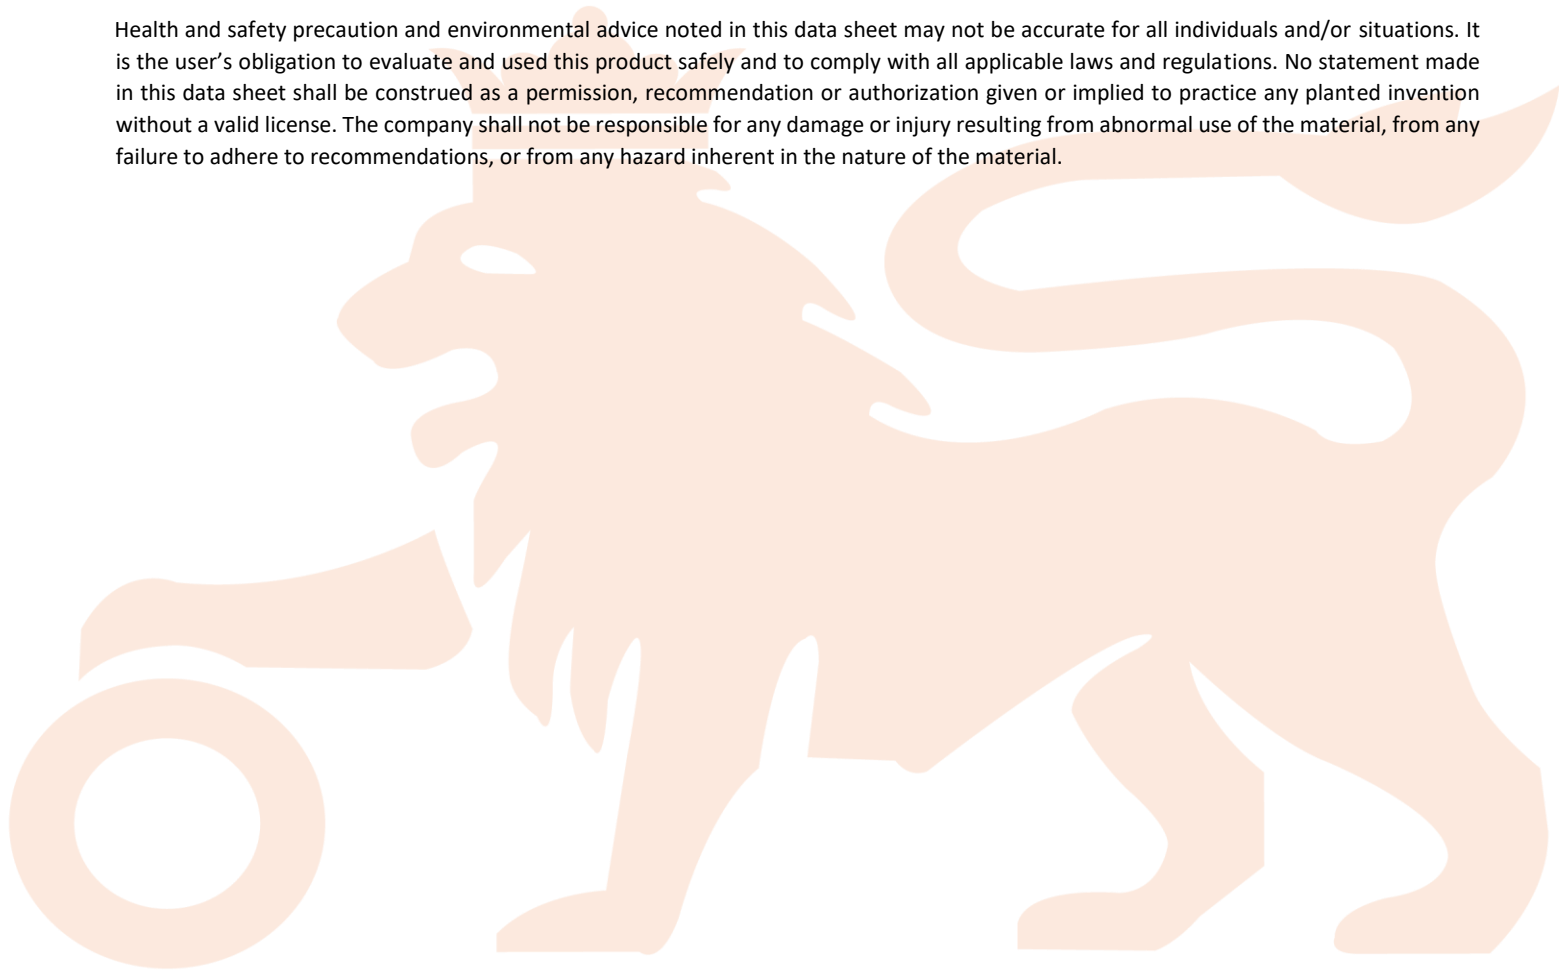 Health and safety precaution and environmental advice noted in this data sheet may not be accurate for all individuals and/or situations. It
is the user’s obligation to evaluate and used this product safely and to comply with all applicable laws and regulations. No statement made
in this data sheet shall be construed as a permission, recommendation or authorization given or implied to practice any planted invention
without a valid license. The company shall not be responsible for any damage or injury resulting from abnormal use of the material, from any
failure to adhere to recommendations, or from any hazard inherent in the nature of the material.